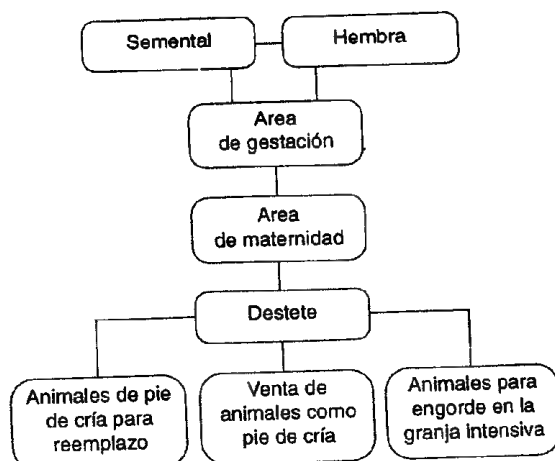 Semental
Hembra
Area
de gestación
Area
de maternidad
Destete
Animales de pie
de cría para
reemplazo
Venta de
animales como
pie de cría
Animales para
engorde en la
granja intensiva